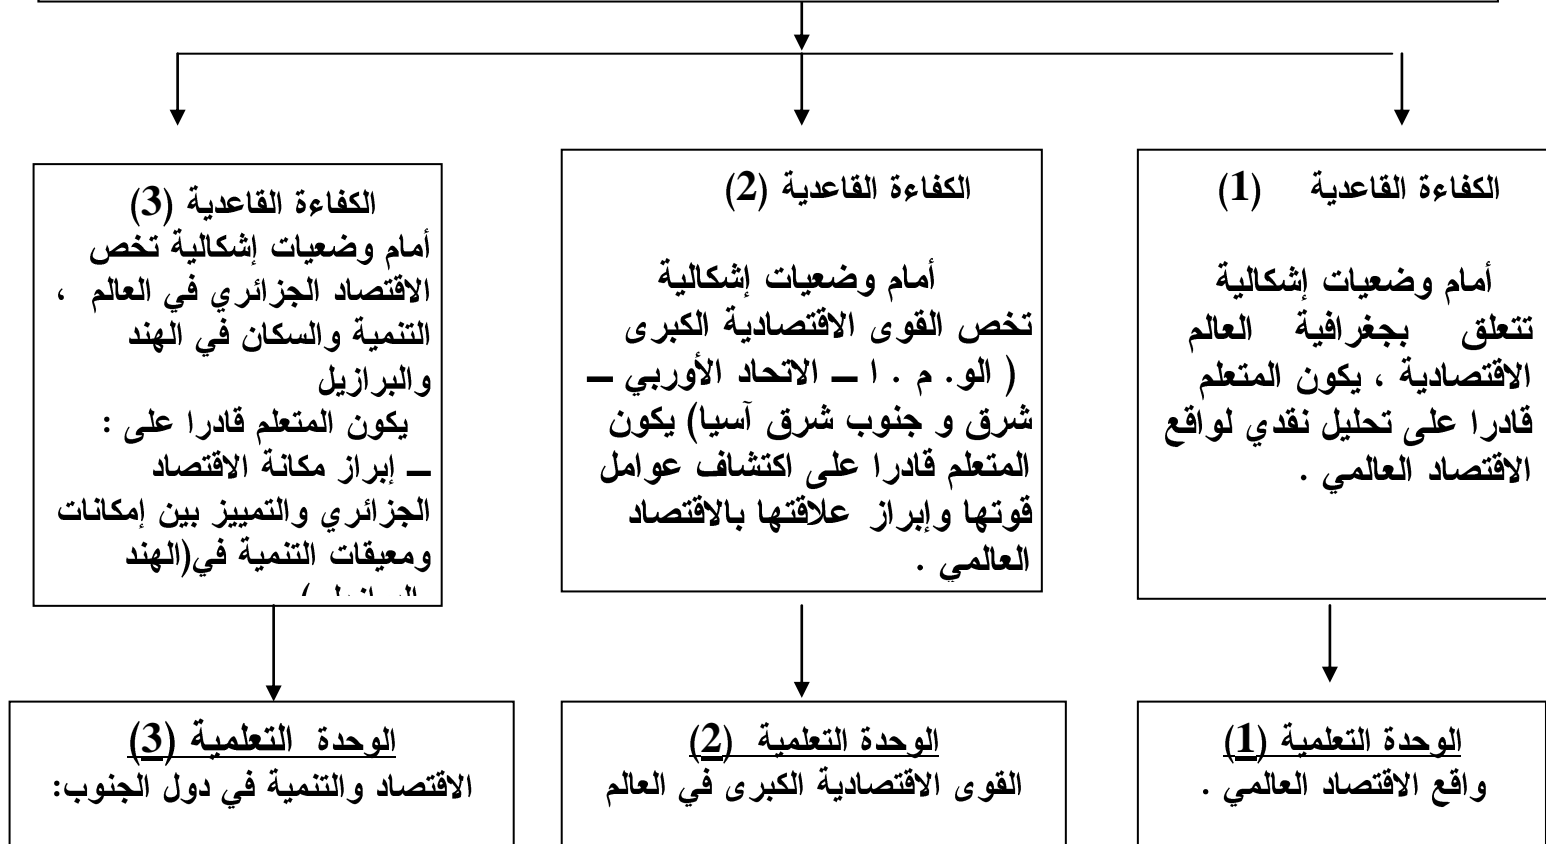 الكفاءة القاعدية (1)
أمام وضعيات إشكالية
تتعلق بجغرافية العالم
الاقتصادية ، يكون المتعلم
قادرا على تحليل نقدي لواقع
الاقتصاد العالمي .
الكفاءة القاعدية (2)
أمام وضعيات إشكالية
تخص القوى الاقتصادية الكبرى
( الو. م . ا – الاتحاد الأوربي –
شرق و جنوب شرق آسيا) يكون
المتعلم قادرا على اكتشاف عوامل
قوتها وإبراز علاقتها بالاقتصاد
العالمي .
الكفاءة القاعدية (3)
أمام وضعيات إشكالية تخص
الاقتصاد الجزائري في العالم ،
التنمية والسكان في الهند
والبرازيل
يكون المتعلم قادرا على :
– إبراز مكانة الاقتصاد
الجزائري والتمييز بين إمكانات
ومعيقات التنمية في(الهند
الوحدة التعلمية (1)
واقع الاقتصاد العالمي .
الوحدة التعلمية (2)
القوى الاقتصادية الكبرى في العالم
الوحدة التعلمية (3)
الاقتصاد والتنمية في دول الجنوب: